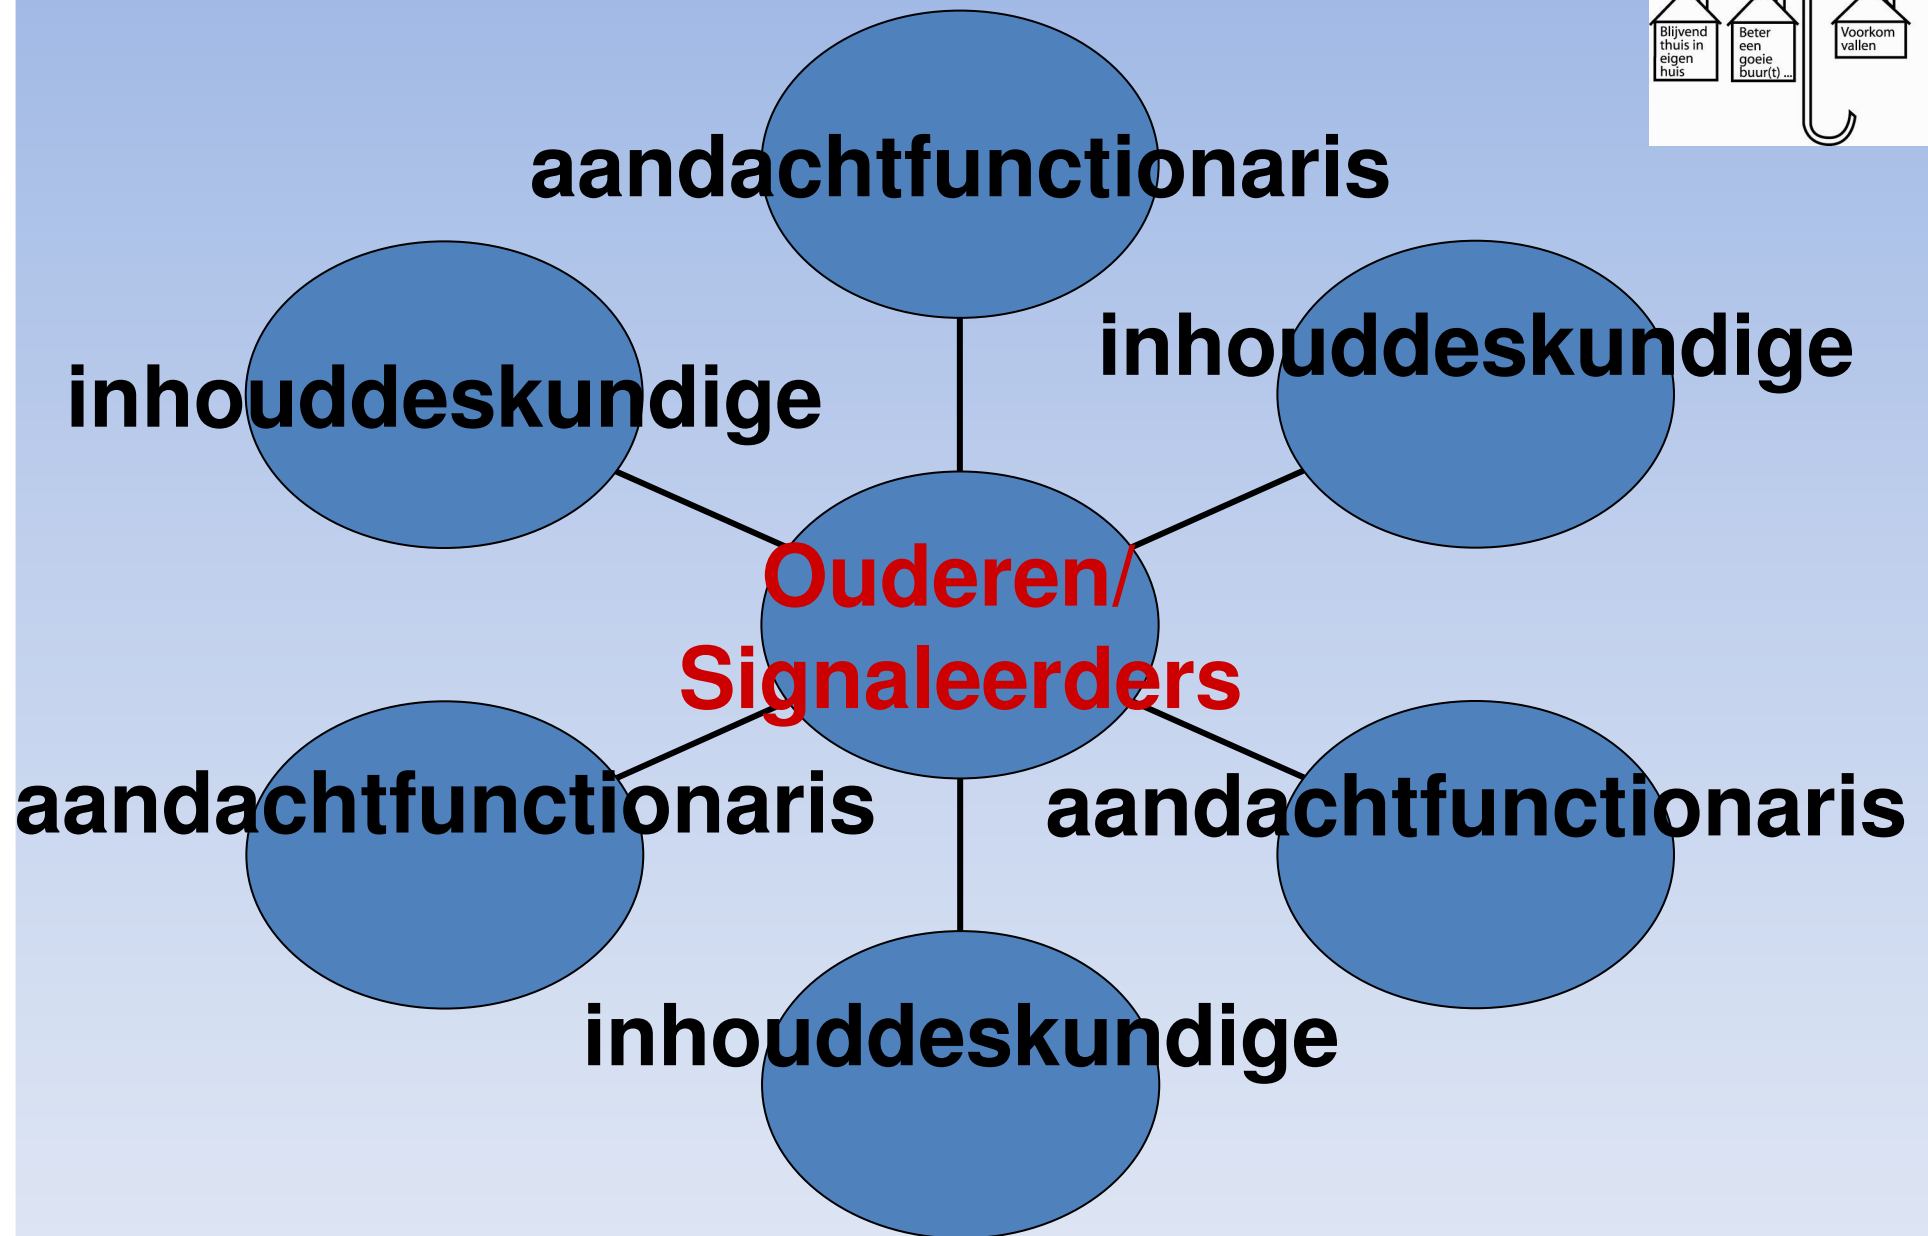 Blijvend
thuis in
eigen
huis
Beter
een
goeie
buur(t) ...
Voorkom
vallen
aandachtfunctionaris
inhouddeskundige
inhouddeskundige
Ouderen/
Signaleerders
aandachtfunctionaris
aandachtfunctionaris
inhouddeskundige